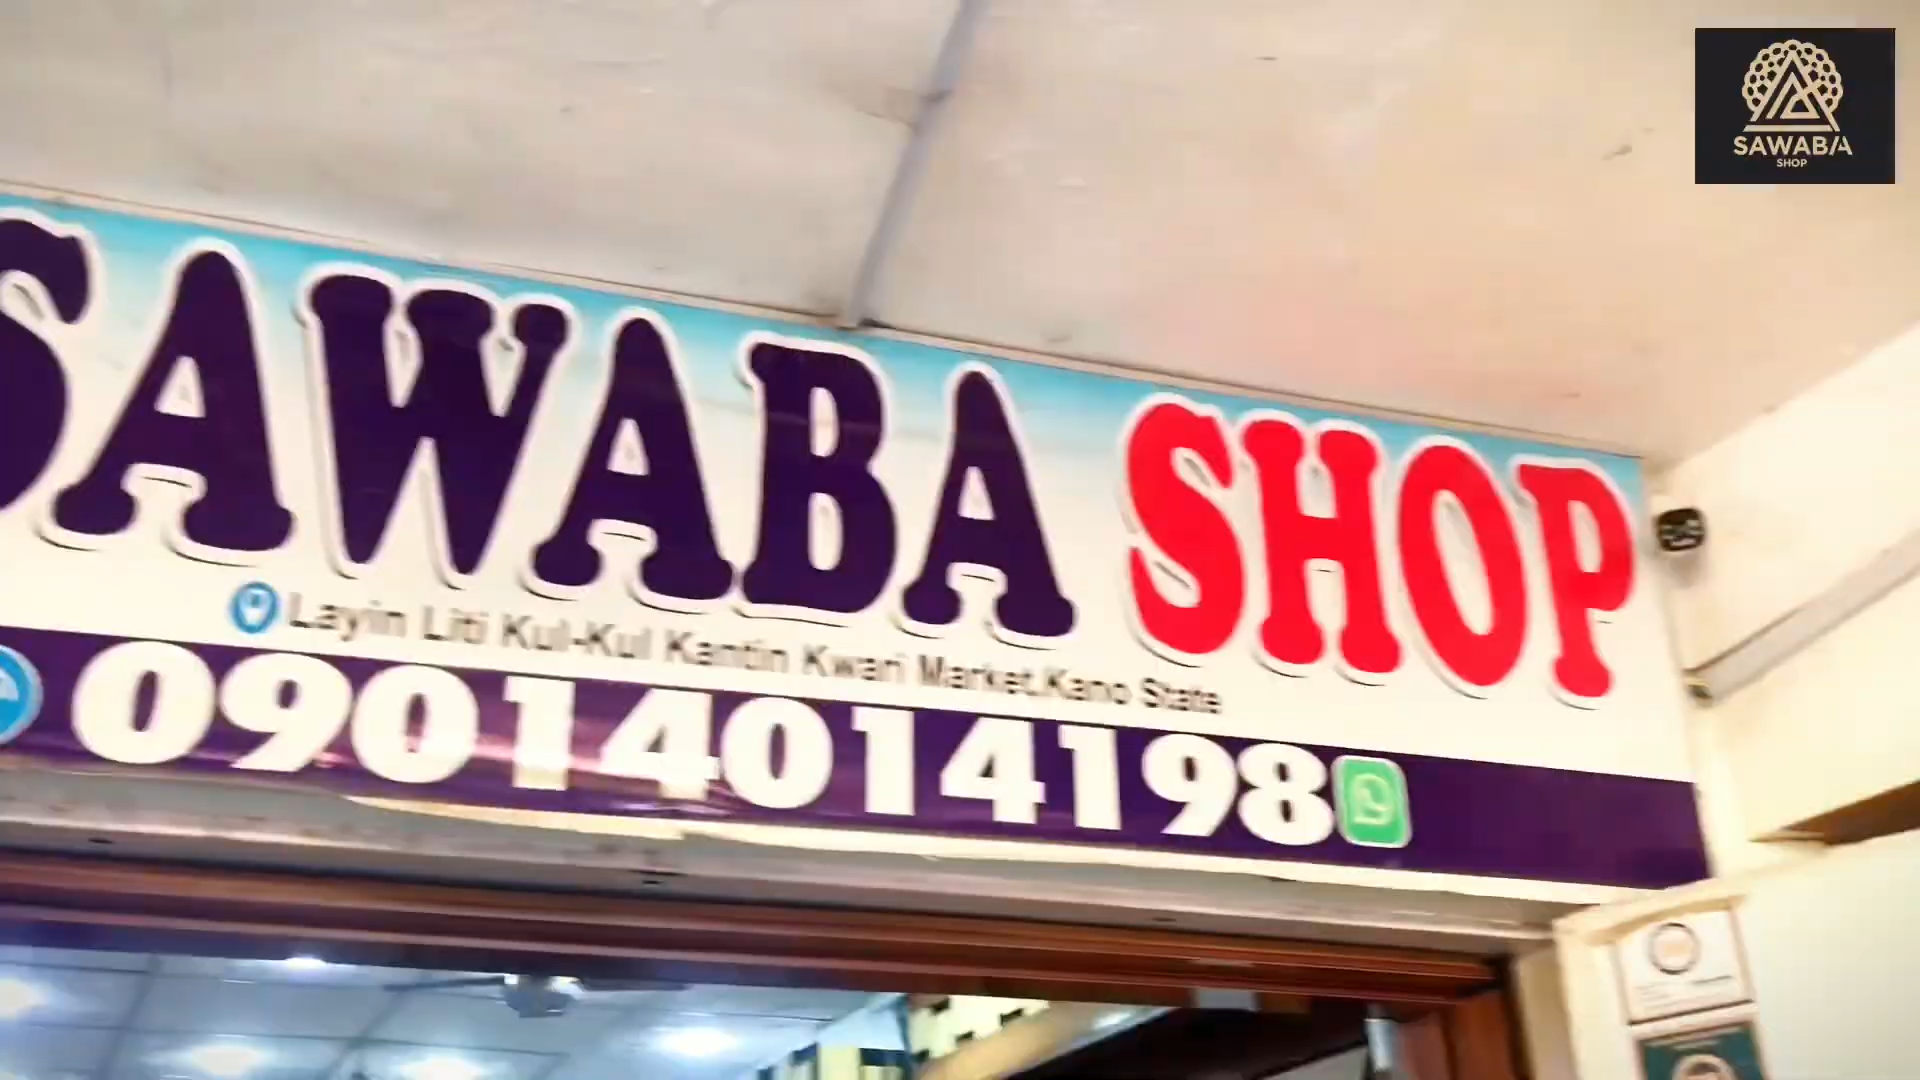 SAWABA SHOP
Layin Liti Kul-Kul Kantin Kwari Market.Kano State
09014014198
SAWABA
SHOP